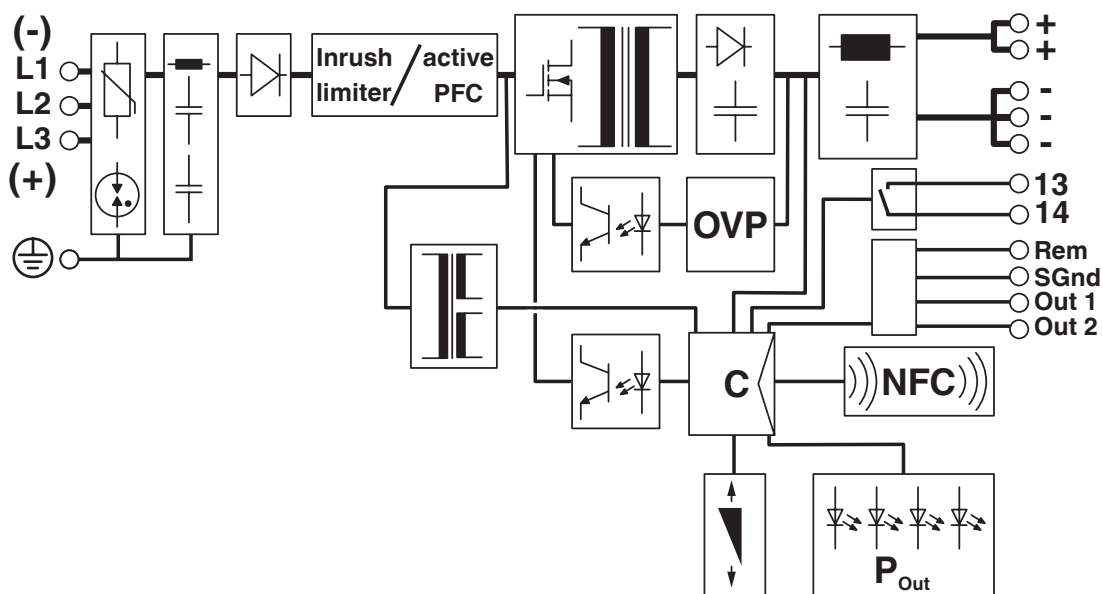 (-)
L1
L2
L3
(+)
Inrush limiter / active PFC
+
+
-
-
-
13
14
OVP
Rem
SGnd
Out 1
Out 2
C
NFC
POut